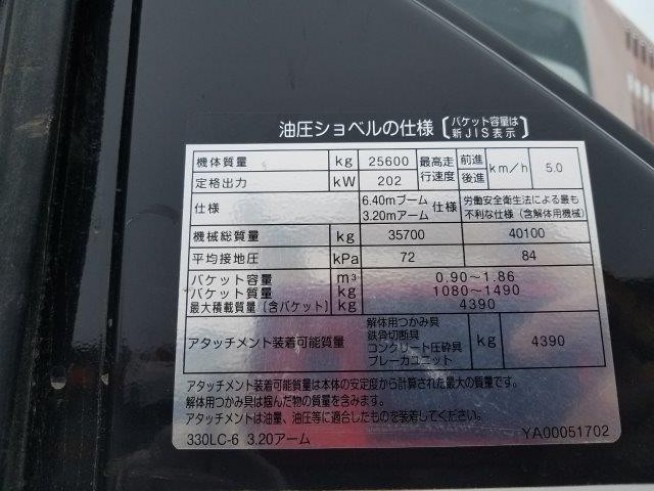 油圧ショベルの仕様［バケット容量は新JIS表示］
機体質量 kg 25600 最高走行速度 前進 後進 km/h 5.0
定格出力 kW 202
仕様 6.40mブーム 3.20mアーム 仕様 労働安全衛生法による最も不利な仕様（含解体用機械）
機械総質量 kg 35700 40100
平均接地圧 kPa 72 84
バケット容量 m³ 0.90～1.86
バケット質量 kg 1080～1490
最大積載質量（含バケット） kg 4390
アタッチメント装着可能質量 解体用つかみ具 鉄骨切断具 コンクリート圧砕具 ブレーカユニット kg 4390
アタッチメント装着可能質量は本体の安定度から計算された最大の質量です。
解体用つかみ具は掴んだ物の質量を含みます。
アタッチメントは油量、油圧等に適合したものを装着してください。
330LC-6 3.20アーム YA00051702